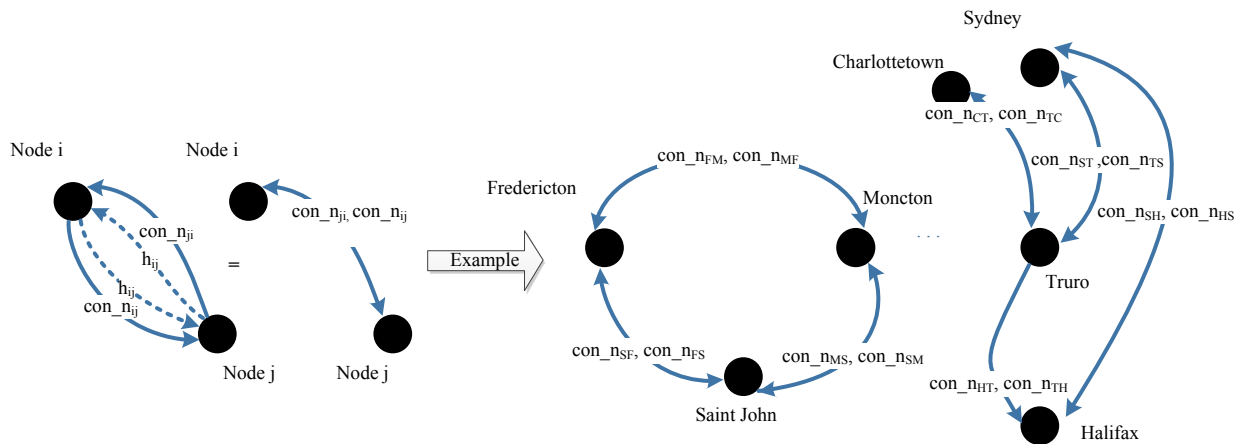 Node i
Node i
con_nji
hij
=
hij
con_nij
con_nji, con_nij
Node j
Node j
Example
Fredericton
con_nFM, con_nMF
Moncton
con_nSF, con_nFS
con_nMS, con_nSM
Saint John
...
Sydney
Charlottetown
con_nCT, con_nTC
con_nST ,con_nTS
con_nSH, con_nHS
Truro
con_nHT, con_nTH
Halifax